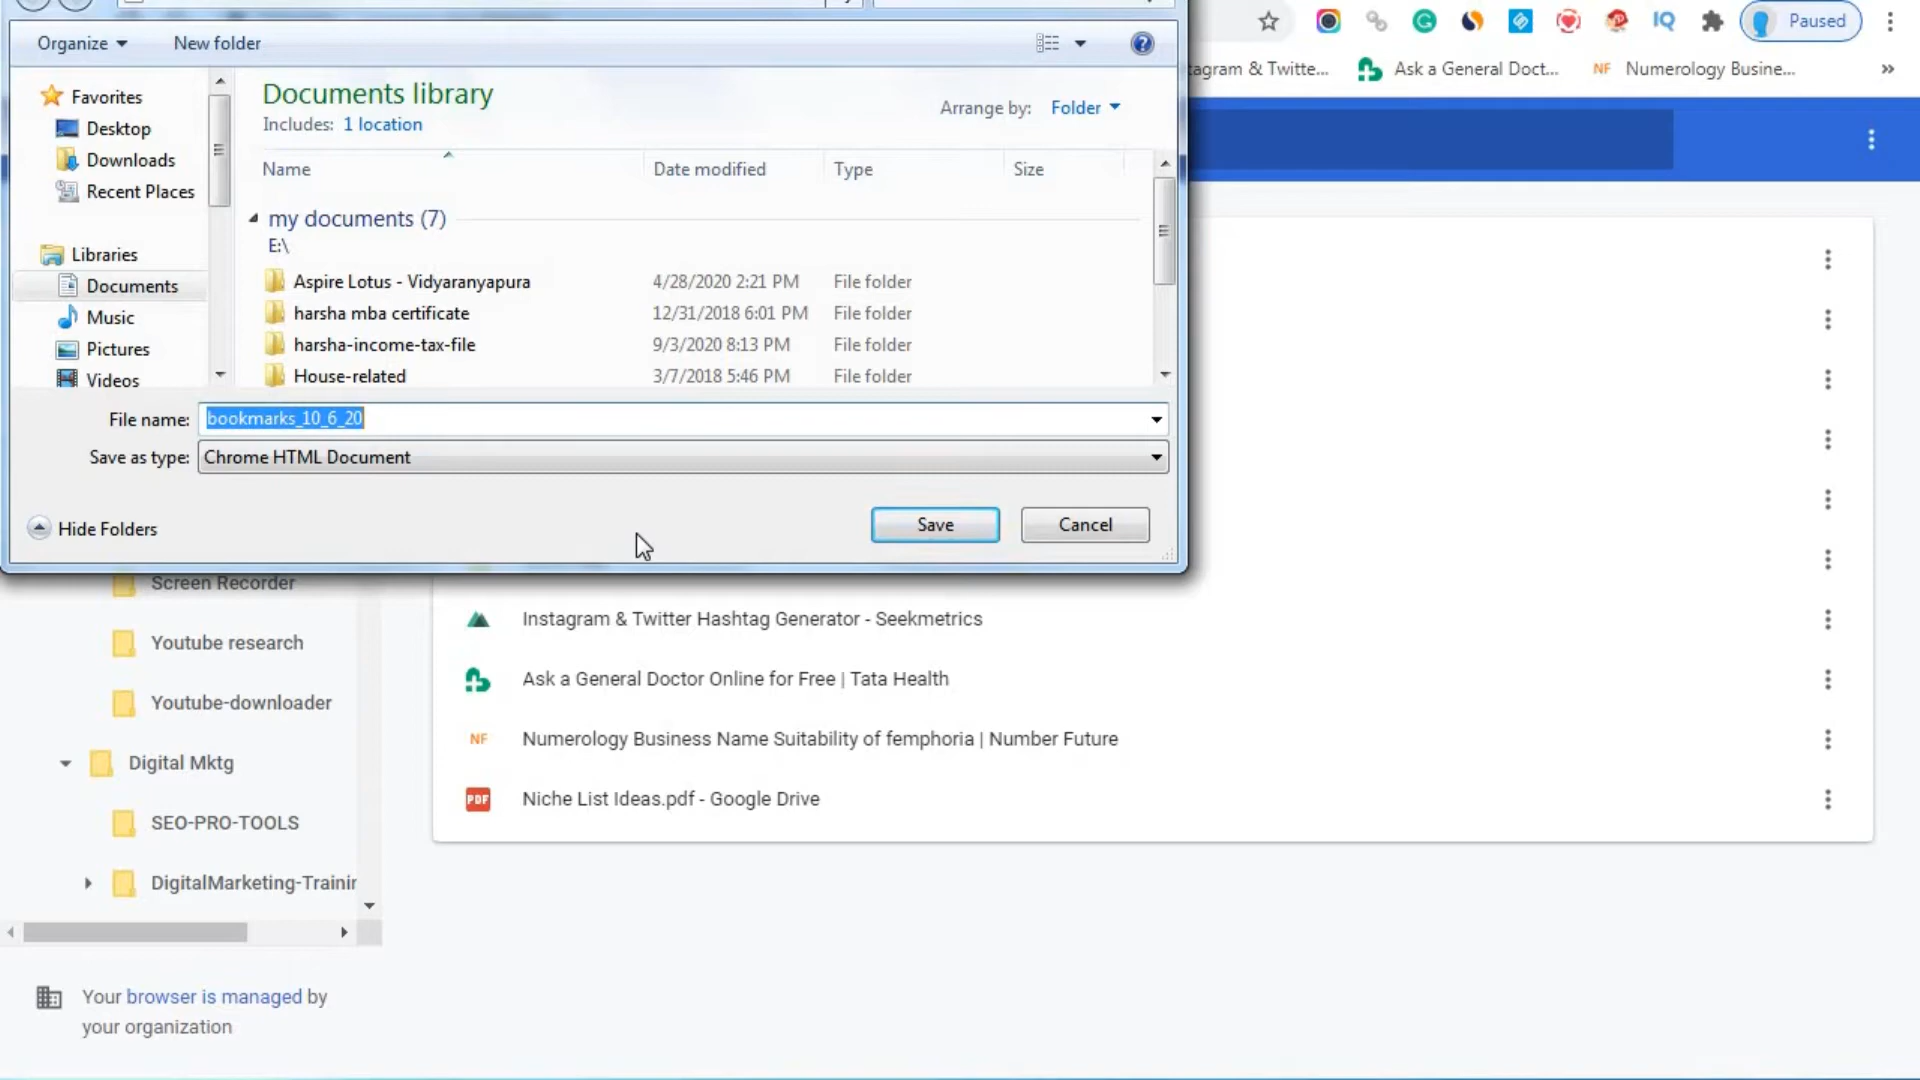 Organize
New folder
Paused
tagram & Twitte...
Ask a General Doct...
NF
Numerology Busine...
»
Favorites
Desktop
Downloads
Recent Places
Libraries
Documents
Music
Pictures
Videos
Documents library
Includes: 1 location
Arrange by: Folder
Name
Date modified
Type
Size
my documents (7)
E:\
Aspire Lotus - Vidyaranyapura 4/28/2020 2:21 PM File folder
harsha mba certificate 12/31/2018 6:01 PM File folder
harsha-income-tax-file 9/3/2020 8:13 PM File folder
House-related 3/7/2018 5:46 PM File folder
File name: bookmarks_10_6_20
Save as type: Chrome HTML Document
Hide Folders
Save
Cancel
Screen Recorder
Youtube research
Youtube-downloader
Digital Mktg
SEO-PRO-TOOLS
DigitalMarketing-Trainir
Instagram & Twitter Hashtag Generator - Seekmetrics
Ask a General Doctor Online for Free | Tata Health
NF Numerology Business Name Suitability of femphoria | Number Future
PDF Niche List Ideas.pdf - Google Drive
Your browser is managed by
your organization